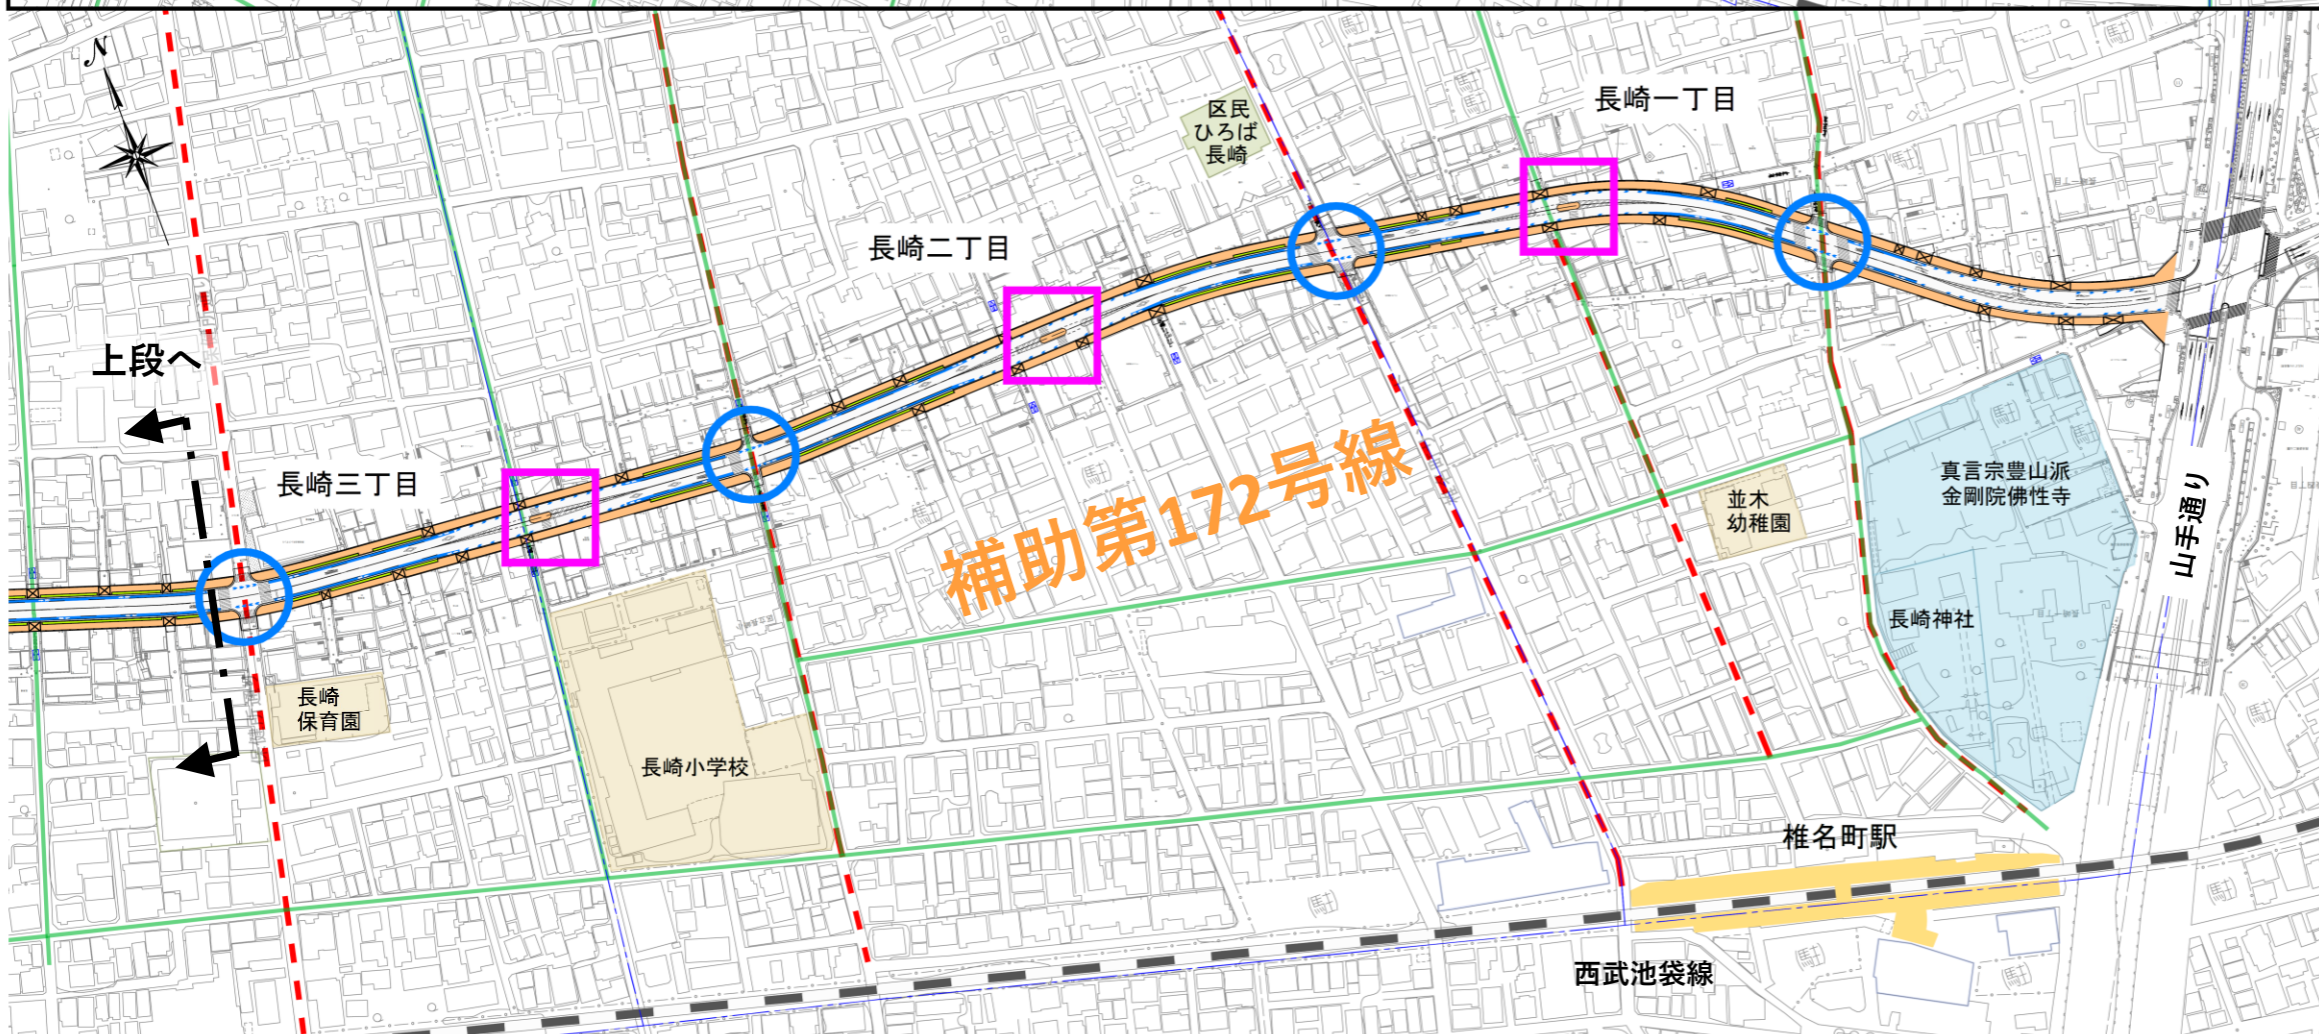 N
長崎一丁目
区民
ひろば
長崎
長崎二丁目
上段へ
長崎三丁目
補助第172号線
並木
幼稚園
真言宗豊山派
金剛院佛性寺
山手通り
長崎神社
長崎
保育園
長崎小学校
椎名町駅
西武池袋線